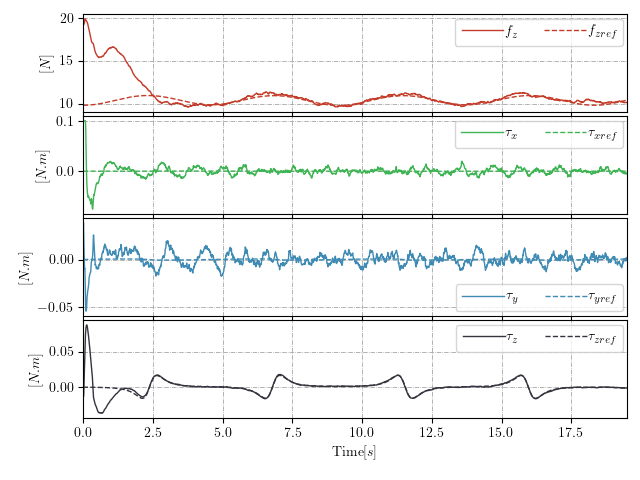 20
15
10
[N]
f_z
f_zref
0.1
0.0
[N.m]
τ_x
τ_xref
0.00
−0.05
[N.m]
τ_y
τ_yref
0.05
0.00
[N.m]
τ_z
τ_zref
0.0 2.5 5.0 7.5 10.0 12.5 15.0 17.5
Time[s]